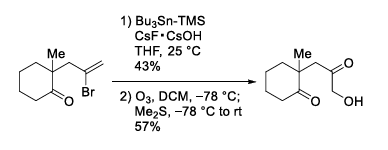 1) Bu₃Sn-TMS
CsF•CsOH
THF, 25 °C
43%
2) O₃, DCM, –78 °C;
Me₂S, –78 °C to rt
57%
Me
Br
O
Me
O
O
OH